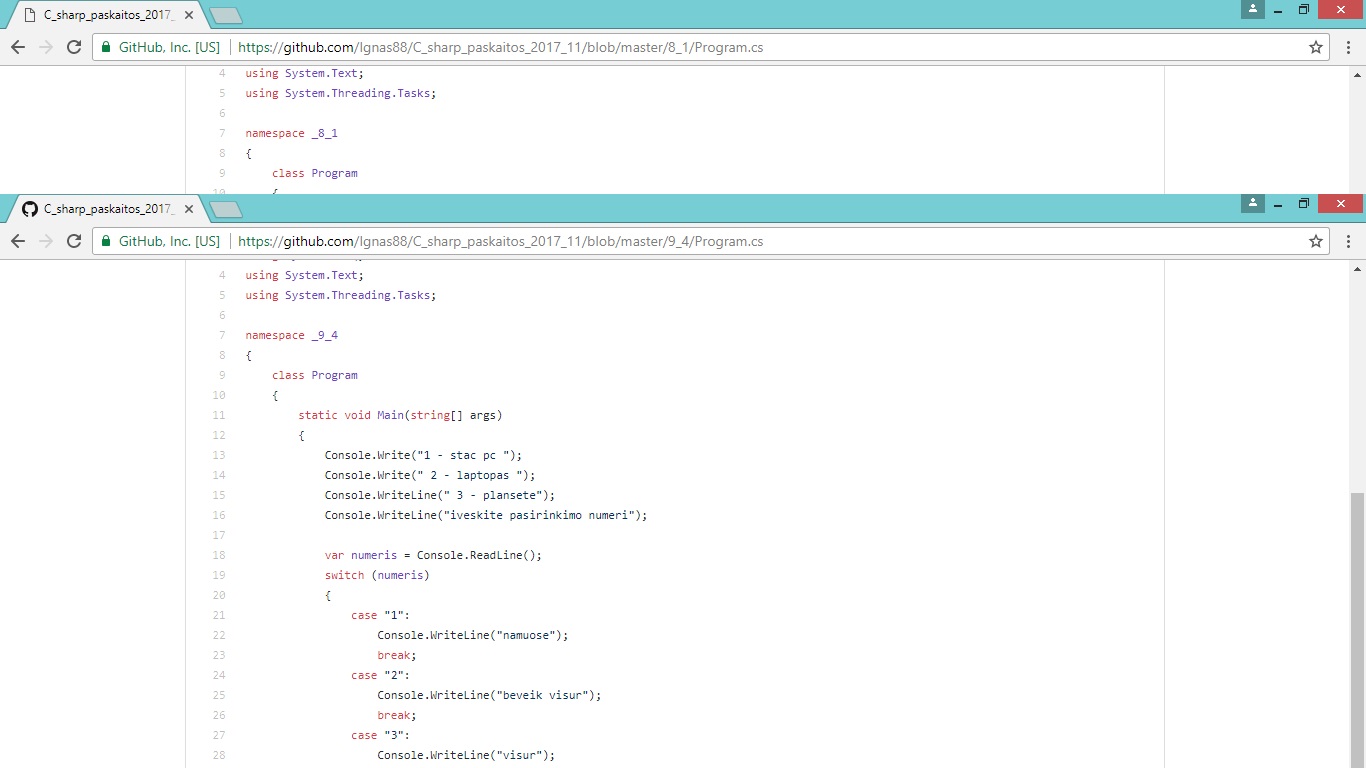 C_sharp_paskaitos_2017_
GitHub, Inc. [US] | https://github.com/Ignas88/C_sharp_paskaitos_2017_11/blob/master/8_1/Program.cs
4 using System.Text;
5 using System.Threading.Tasks;
6
7 namespace _8_1
8 {
9 class Program
10 {
C_sharp_paskaitos_2017_
GitHub, Inc. [US] | https://github.com/Ignas88/C_sharp_paskaitos_2017_11/blob/master/9_4/Program.cs
4 using System.Text;
5 using System.Threading.Tasks;
6
7 namespace _9_4
8 {
9 class Program
10 {
11 static void Main(string[] args)
12 {
13 Console.Write("1 - stac pc ");
14 Console.Write(" 2 - laptopas ");
15 Console.WriteLine(" 3 - plansete");
16 Console.WriteLine("iveskite pasirinkimo numeri");
17
18 var numeris = Console.ReadLine();
19 switch (numeris)
20 {
21 case "1":
22 Console.WriteLine("namuose");
23 break;
24 case "2":
25 Console.WriteLine("beveik visur");
26 break;
27 case "3":
28 Console.WriteLine("visur");